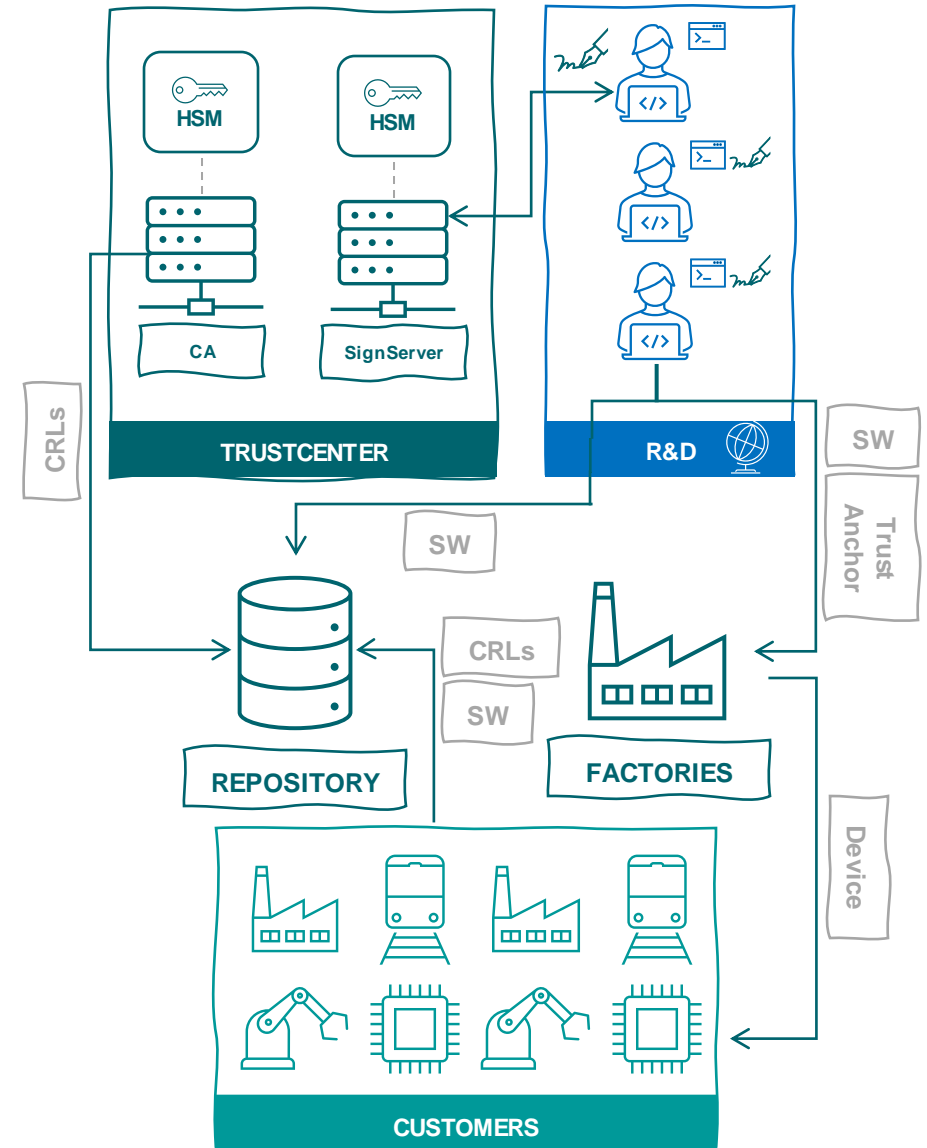 HSM
HSM
</>
</>
</>
CA
SignServer
CRLs
TRUSTCENTER
R&D
SW
Trust
Anchor
SW
CRLs
SW
REPOSITORY
FACTORIES
Device
CUSTOMERS